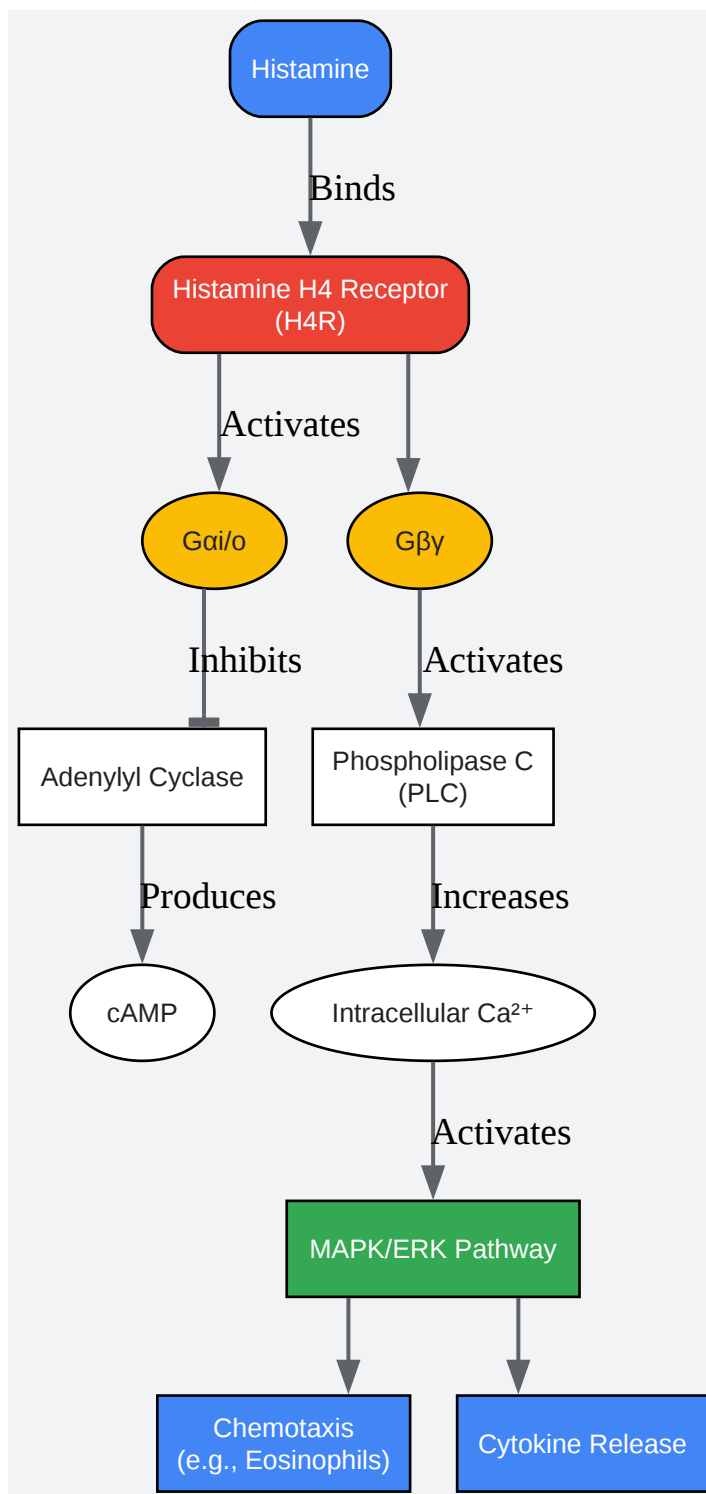 Histamine
Binds
Histamine H4 Receptor
(H4R)
Activates
Gαi/o
Gβγ
Inhibits
Activates
Adenylyl Cyclase
Phospholipase C
(PLC)
Produces
Increases
cAMP
Intracellular Ca²⁺
Activates
MAPK/ERK Pathway
Chemotaxis
(e.g., Eosinophils)
Cytokine Release